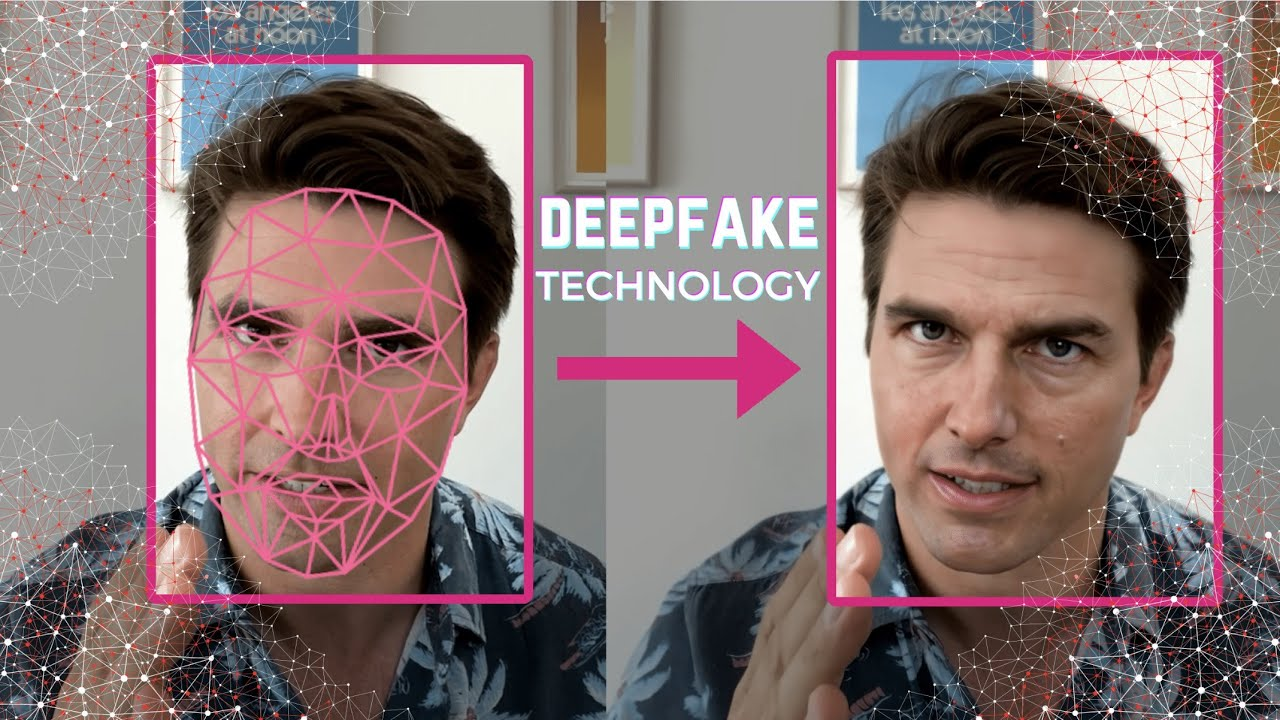 los angeles
at noon
los angeles
at noon
DEEPFAKE
TECHNOLOGY